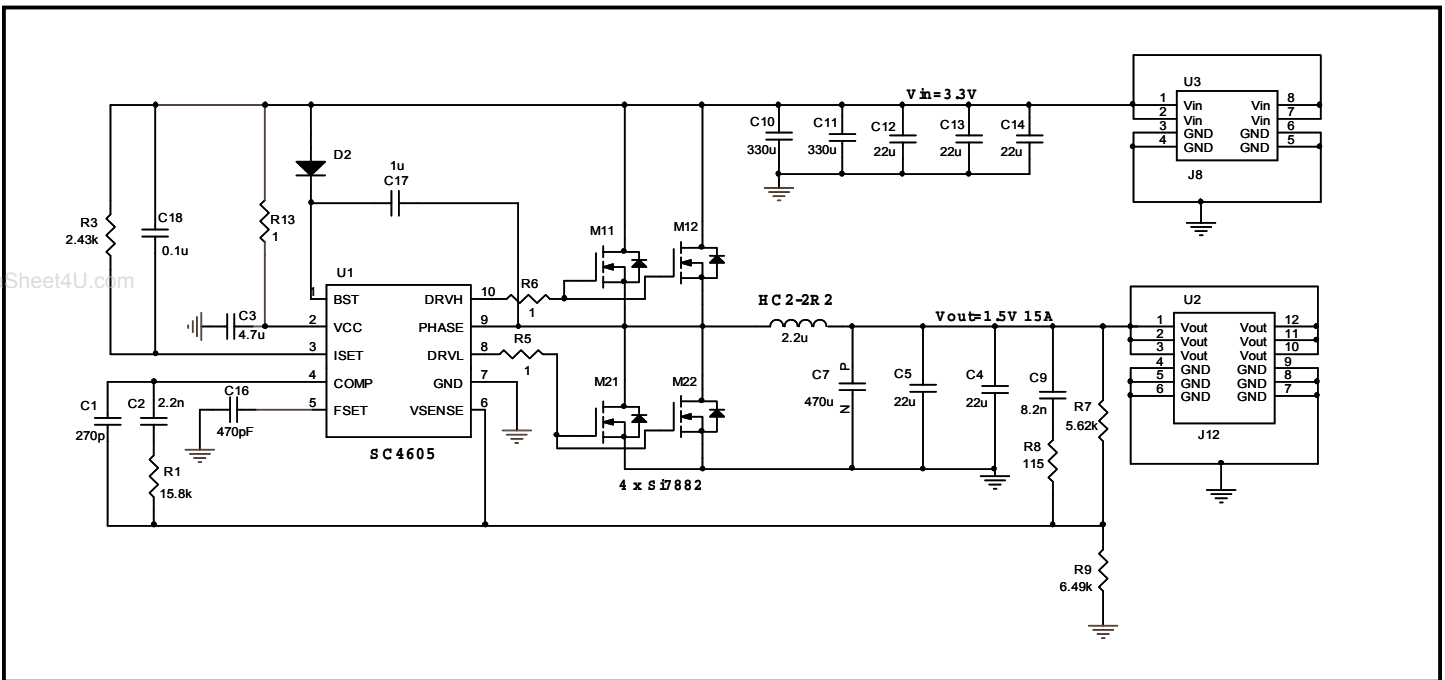 Vin=3.3V
U3
1 Vin Vin 8
2 Vin Vin 7
3 GND GND 6
4 GND GND 5
J8
C10
330u
C11
330u
C12
22u
C13
22u
C14
22u
D2
1u
C17
R3
2.43k
C18
0.1u
R13
1
M11
M12
aSheet4U.com
U1
1 BST DRVH 10
2 VCC PHASE 9
3 ISET DRVL 8
4 COMP GND 7
5 FSET VSENSE 6
SC4605
R6
1
R5
1
C3
4.7u
HC2-2R2
2.2u
Vout=1.5V 15A
U2
1 Vout Vout 12
2 Vout Vout 11
3 Vout Vout 10
4 GND GND 9
5 GND GND 8
6 GND GND 7
J12
C1
270p
C2
2.2n
C16
470pF
R1
15.8k
M21
M22
4 x Si7882
C7
470u
P
N
C5
22u
C4
22u
C9
8.2n
R8
115
R7
5.62k
R9
6.49k